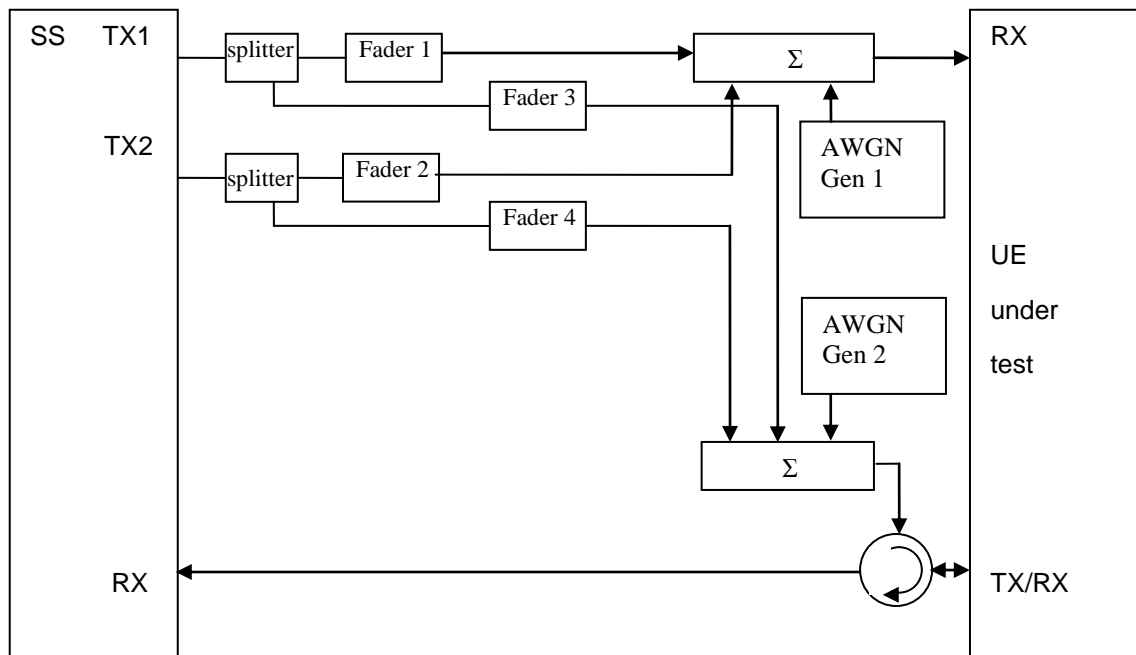 SS TX1
splitter
Fader 1
Σ
RX
Fader 3
TX2
splitter
Fader 2
AWGN
Gen 1
Fader 4
UE
under
test
AWGN
Gen 2
Σ
RX
TX/RX